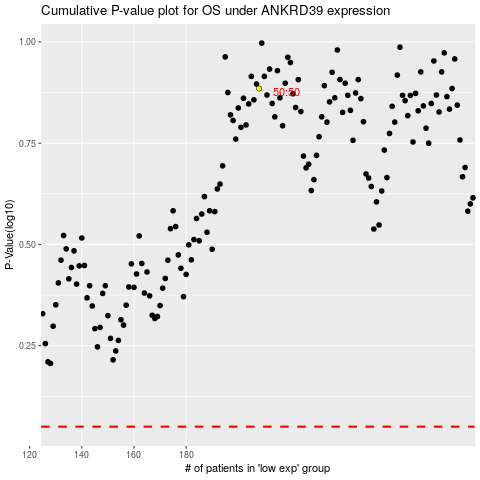 Cumulative P-value plot for OS under ANKRD39 expression
1.00
0.75
0.50
0.25
P-Value(log10)
50:50
120 140 160 180
# of patients in 'low exp' group